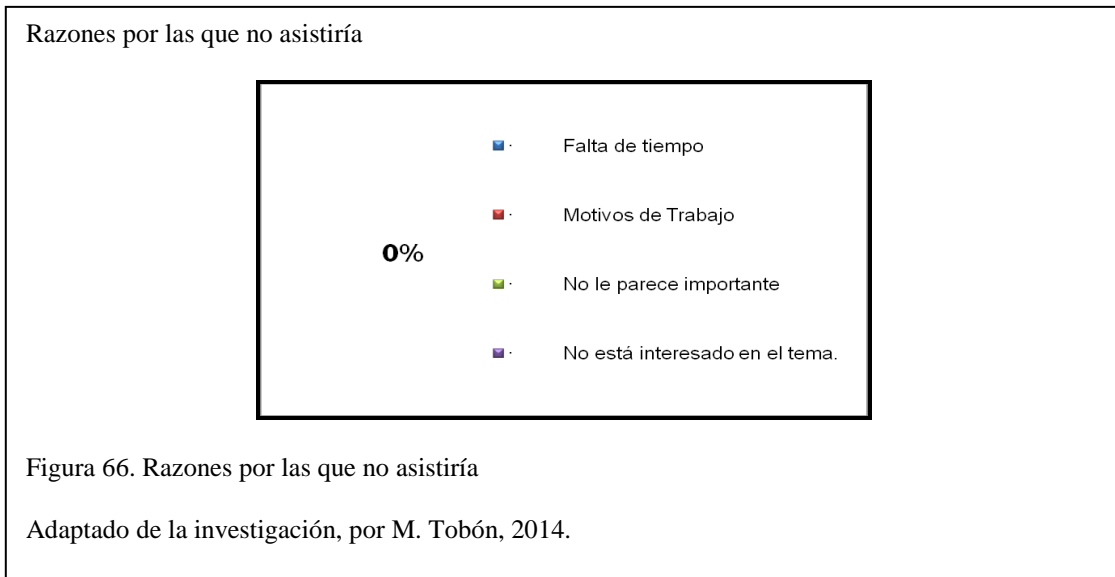 Razones por las que no asistiría
· Falta de tiempo
· Motivos de Trabajo
0%
· No le parece importante
· No está interesado en el tema.
Figura 66. Razones por las que no asistiría
Adaptado de la investigación, por M. Tobón, 2014.